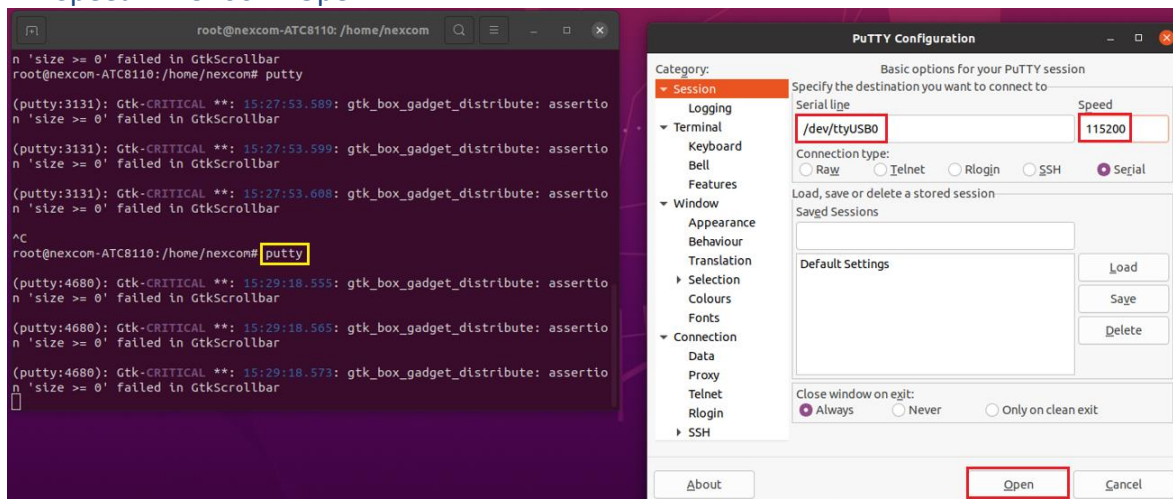 root@nexcom-ATC8110: /home/nexcom
n 'size >= 0' failed in GtkScrollbar
root@nexcom-ATC8110:/home/nexcom# putty
(putty:3131): Gtk-CRITICAL **: 15:27:53.589: gtk_box_gadget_distribute: assertio
n 'size >= 0' failed in GtkScrollbar
(putty:3131): Gtk-CRITICAL **: 15:27:53.599: gtk_box_gadget_distribute: assertio
n 'size >= 0' failed in GtkScrollbar
(putty:3131): Gtk-CRITICAL **: 15:27:53.608: gtk_box_gadget_distribute: assertio
n 'size >= 0' failed in GtkScrollbar
^C
root@nexcom-ATC8110:/home/nexcom# putty
(putty:4680): Gtk-CRITICAL **: 15:29:18.555: gtk_box_gadget_distribute: assertio
n 'size >= 0' failed in GtkScrollbar
(putty:4680): Gtk-CRITICAL **: 15:29:18.565: gtk_box_gadget_distribute: assertio
n 'size >= 0' failed in GtkScrollbar
(putty:4680): Gtk-CRITICAL **: 15:29:18.573: gtk_box_gadget_distribute: assertio
n 'size >= 0' failed in GtkScrollbar
PuTTY Configuration
Category:
Session
Logging
Terminal
Keyboard
Bell
Features
Window
Appearance
Behaviour
Translation
Selection
Colours
Fonts
Connection
Data
Proxy
Telnet
Rlogin
SSH
Basic options for your PuTTY session
Specify the destination you want to connect to
Serial line Speed
/dev/ttyUSB0 115200
Connection type:
Raw Telnet Rlogin SSH Serial
Load, save or delete a stored session
Saved Sessions
Default Settings
Load
Save
Delete
Close window on exit:
Always Never Only on clean exit
About Open Cancel